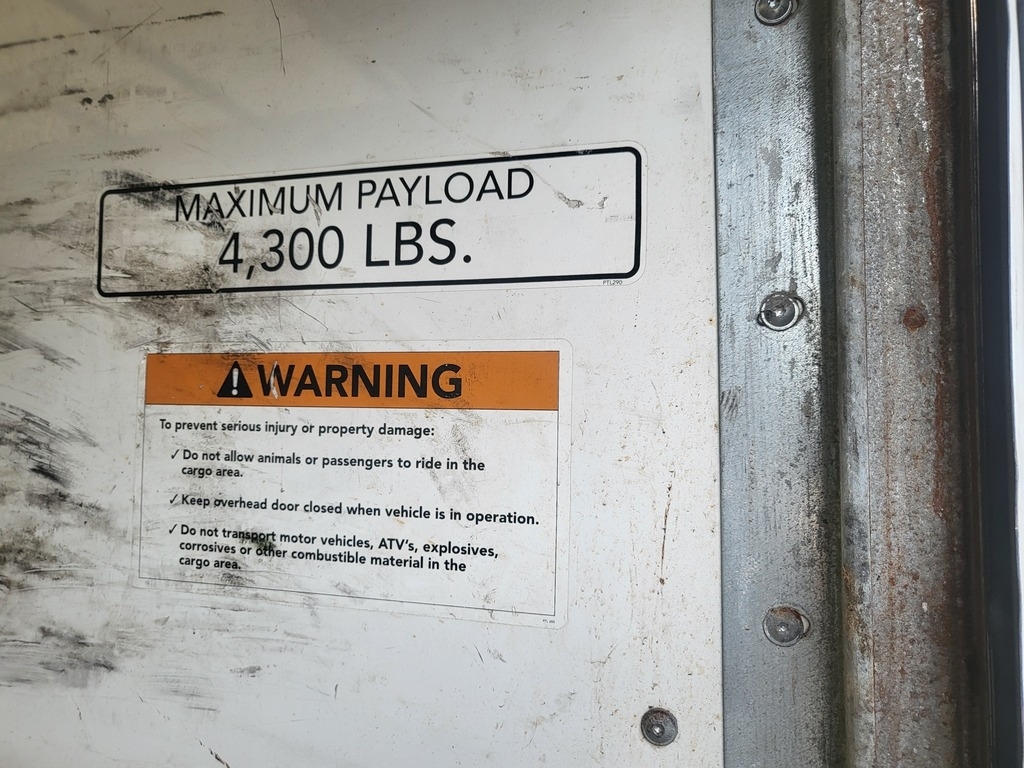 MAXIMUM PAYLOAD
4,300 LBS.
PTL290
WARNING
To prevent serious injury or property damage:
✓ Do not allow animals or passengers to ride in the
cargo area.
✓ Keep overhead door closed when vehicle is in operation.
✓ Do not transport motor vehicles, ATV's, explosives,
corrosives or other combustible material in the
cargo area.